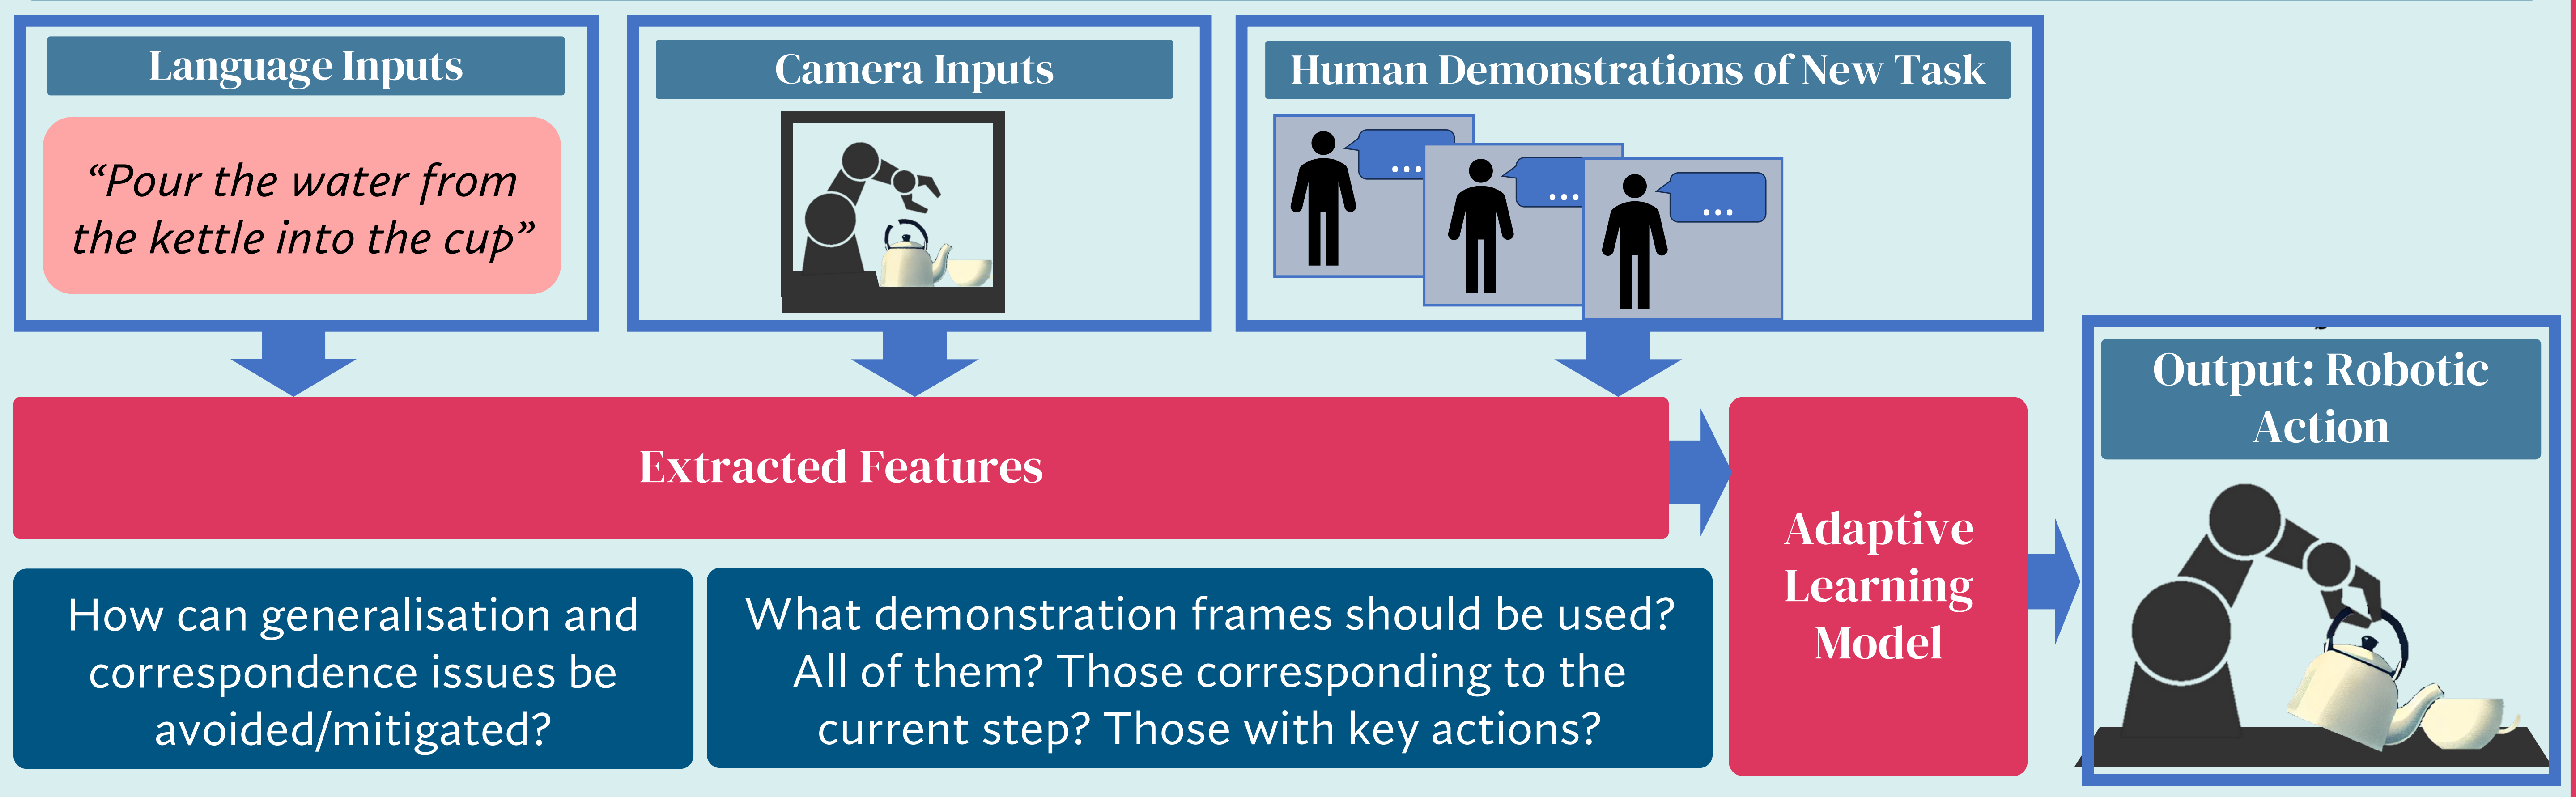 Language Inputs
“Pour the water from
the kettle into the cup”
Camera Inputs
Human Demonstrations of New Task
...
...
...
Extracted Features
Adaptive
Learning
Model
Output: Robotic
Action
How can generalisation and
correspondence issues be
avoided/mitigated?
What demonstration frames should be used?
All of them? Those corresponding to the
current step? Those with key actions?